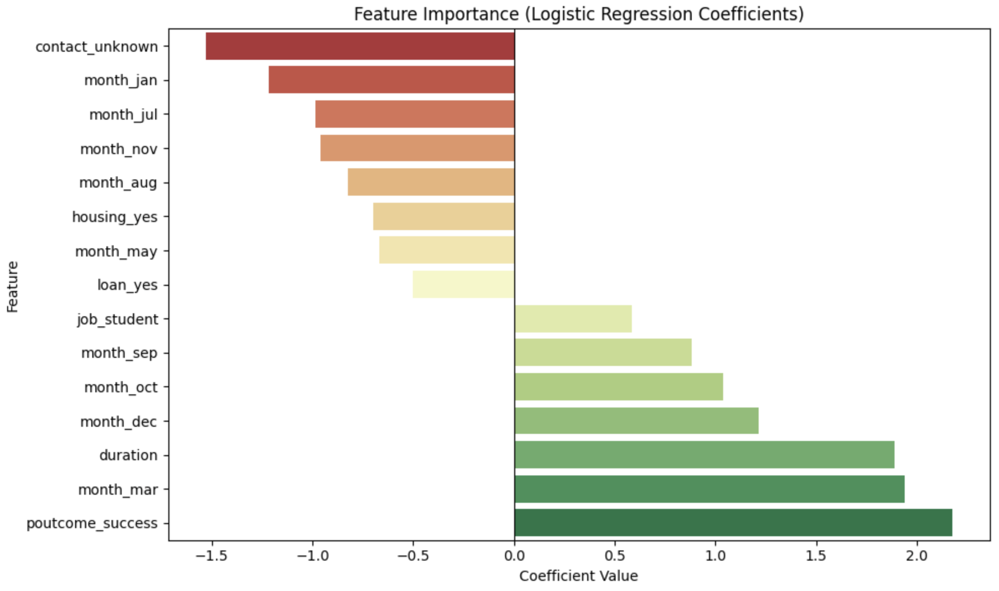 Feature Importance (Logistic Regression Coefficients)
contact_unknown
month_jan
month_jul
month_nov
month_aug
housing_yes
month_may
loan_yes
job_student
month_sep
month_oct
month_dec
duration
month_mar
poutcome_success
Feature
−1.5 −1.0 −0.5 0.0 0.5 1.0 1.5 2.0
Coefficient Value